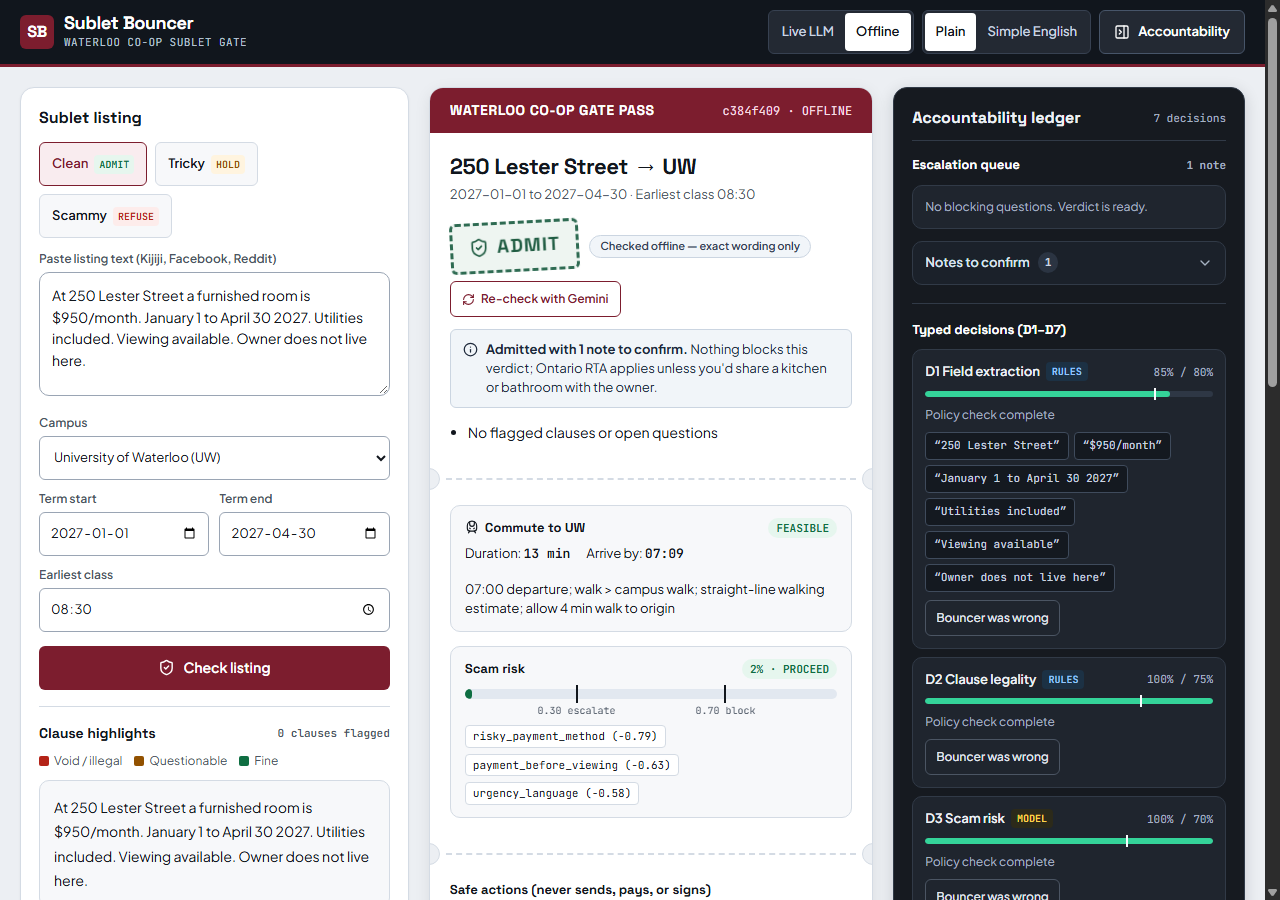 SB
Sublet Bouncer
WATERLOO CO-OP SUBLET GATE
Live LLM
Offline
Plain
Simple English
Accountability
Sublet listing
Clean ADMIT
Tricky HOLD
Scammy REFUSE
Paste listing text (Kijiji, Facebook, Reddit)
At 250 Lester Street a furnished room is
$950/month. January 1 to April 30 2027. Utilities
included. Viewing available. Owner does not live
here.
Campus
University of Waterloo (UW)
Term start
Term end
2027-01-01
2027-04-30
Earliest class
08:30
Check listing
Clause highlights
0 clauses flagged
Void / illegal
Questionable
Fine
At 250 Lester Street a furnished room is
$950/month. January 1 to April 30 2027. Utilities
included. Viewing available. Owner does not live
here.
WATERLOO CO-OP GATE PASS
c384f409 · OFFLINE
250 Lester Street → UW
2027-01-01 to 2027-04-30 · Earliest class 08:30
ADMIT
Checked offline — exact wording only
Re-check with Gemini
Admitted with 1 note to confirm. Nothing blocks this
verdict; Ontario RTA applies unless you'd share a kitchen
or bathroom with the owner.
• No flagged clauses or open questions
Commute to UW
FEASIBLE
Duration: 13 min Arrive by: 07:09
07:00 departure; walk > campus walk; straight-line walking
estimate; allow 4 min walk to origin
Scam risk
2% · PROCEED
0.30 escalate
0.70 block
risky_payment_method (-0.79)
payment_before_viewing (-0.63)
urgency_language (-0.58)
Safe actions (never sends, pays, or signs)
Accountability ledger
7 decisions
Escalation queue
1 note
No blocking questions. Verdict is ready.
Notes to confirm 1
Typed decisions (D1–D7)
D1 Field extraction RULES
85% / 80%
Policy check complete
“250 Lester Street”
“$950/month”
“January 1 to April 30 2027”
“Utilities included”
“Viewing available”
“Owner does not live here”
Bouncer was wrong
D2 Clause legality RULES
100% / 75%
Policy check complete
Bouncer was wrong
D3 Scam risk MODEL
100% / 70%
Policy check complete
Bouncer was wrong